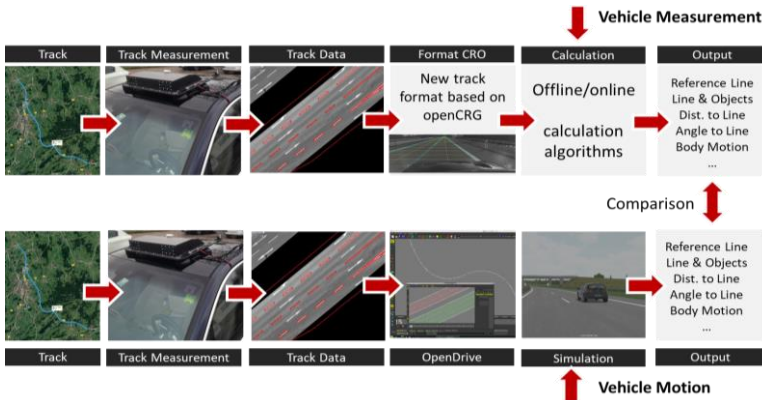 Vehicle Measurement
Track
Track Measurement
Track Data
Format CRO
Calculation
Output
New track
format based on
openCRG
Offline/online
calculation
algorithms
Reference Line
Line & Objects
Dist. to Line
Angle to Line
Body Motion
...
Comparison
Reference Line
Line & Objects
Dist. to Line
Angle to Line
Body Motion
...
Track
Track Measurement
Track Data
OpenDrive
Simulation
Output
Vehicle Motion